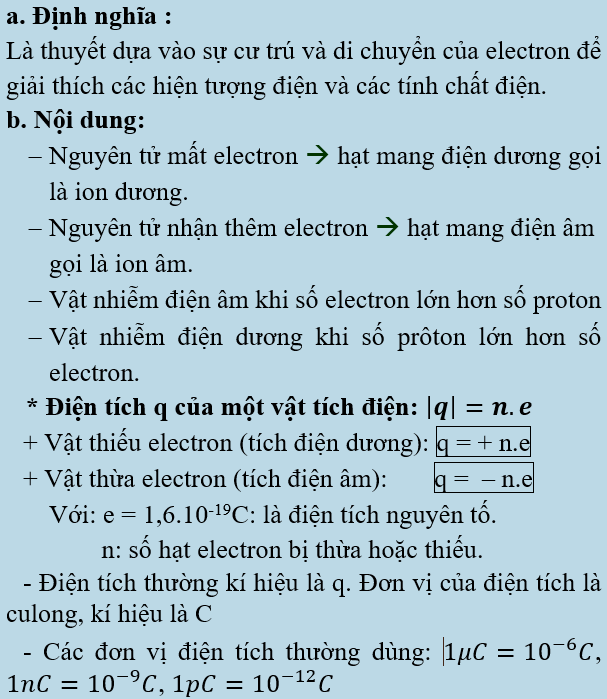 a. Định nghĩa :
Là thuyết dựa vào sự cư trú và di chuyển của electron để
giải thích các hiện tượng điện và các tính chất điện.
b. Nội dung:
– Nguyên tử mất electron → hạt mang điện dương gọi
là ion dương.
– Nguyên tử nhận thêm electron → hạt mang điện âm
gọi là ion âm.
– Vật nhiễm điện âm khi số electron lớn hơn số proton
– Vật nhiễm điện dương khi số prôton lớn hơn số
electron.
* Điện tích q của một vật tích điện: |q| = n. e
+ Vật thiếu electron (tích điện dương): q = + n.e
+ Vật thừa electron (tích điện âm): q = – n.e
Với: e = 1,6.10⁻¹⁹C: là điện tích nguyên tố.
n: số hạt electron bị thừa hoặc thiếu.
- Điện tích thường kí hiệu là q. Đơn vị của điện tích là
culong, kí hiệu là C
- Các đơn vị điện tích thường dùng: 1μC = 10⁻⁶C,
1nC = 10⁻⁹C, 1pC = 10⁻¹²C